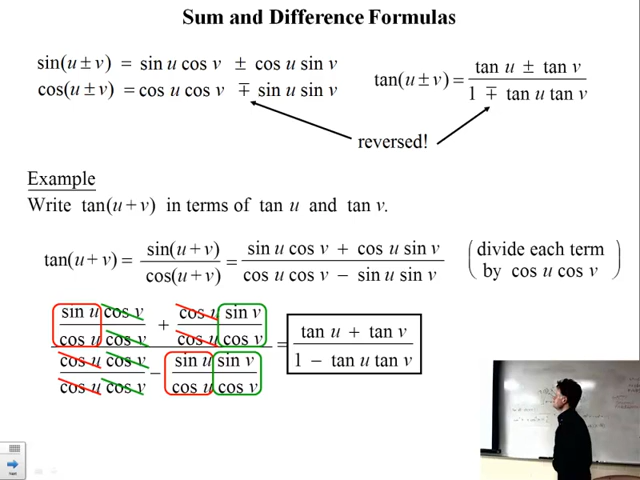 Sum and Difference Formulas
sin(u ± v) = sin u cos v ± cos u sin v
cos(u ± v) = cos u cos v ∓ sin u sin v
tan(u ± v) = (tan u ± tan v) / (1 ∓ tan u tan v)
reversed!
Example
Write tan(u + v) in terms of tan u and tan v.
tan(u + v) = sin(u + v) / cos(u + v) = (sin u cos v + cos u sin v) / (cos u cos v − sin u sin v)
(divide each term
by cos u cos v)
((sin u cos v) / (cos u cos v) + (cos u sin v) / (cos u cos v)) / ((cos u cos v) / (cos u cos v) − (sin u sin v) / (cos u cos v)) = (tan u + tan v) / (1 − tan u tan v)